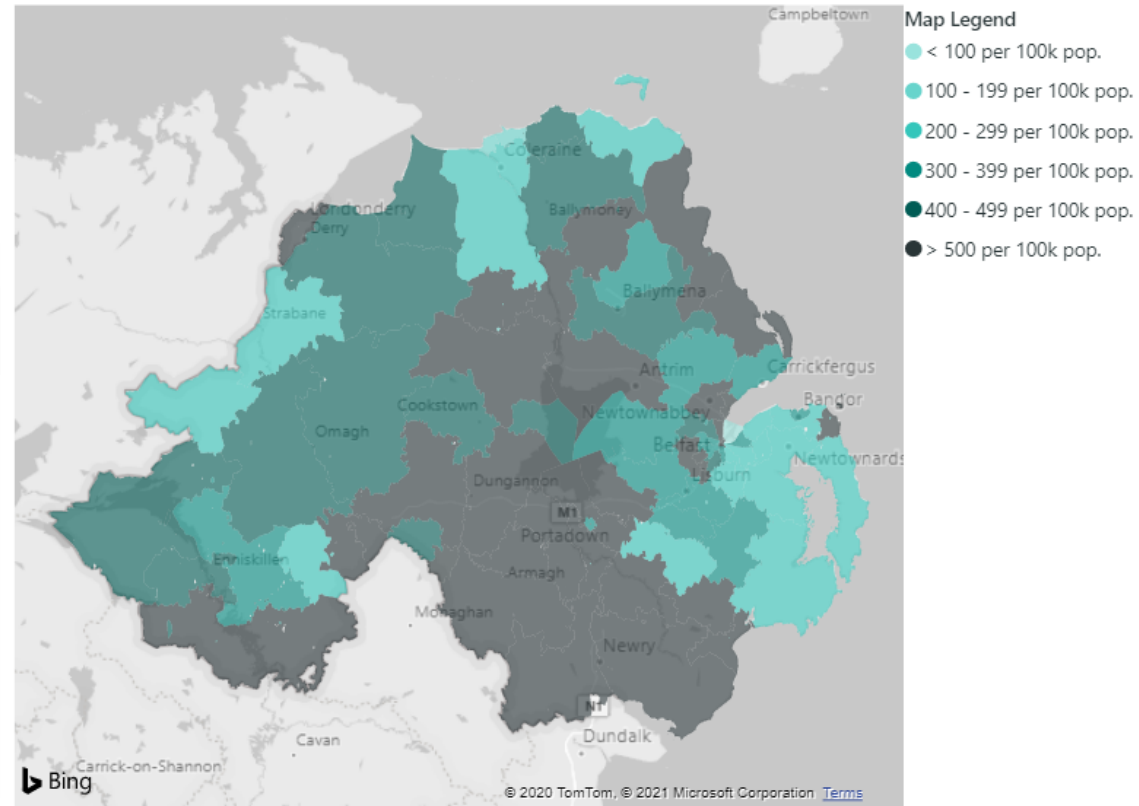 Campbeltown
Map Legend
< 100 per 100k pop.
100 - 199 per 100k pop.
200 - 299 per 100k pop.
300 - 399 per 100k pop.
400 - 499 per 100k pop.
> 500 per 100k pop.
Coleraine
Londonderry
Derry
Ballymoney
Ballymena
Strabane
Antrim
Carrickfergus
Cookstown
Newtownabbey
Bangor
Omagh
Belfast
Newtownards
Lisburn
Dungannon
M1
Portadown
Enniskillen
Armagh
Monaghan
Newry
N1
Dundalk
Cavan
Carrick-on-Shannon
Bing
© 2020 TomTom, © 2021 Microsoft Corporation Terms